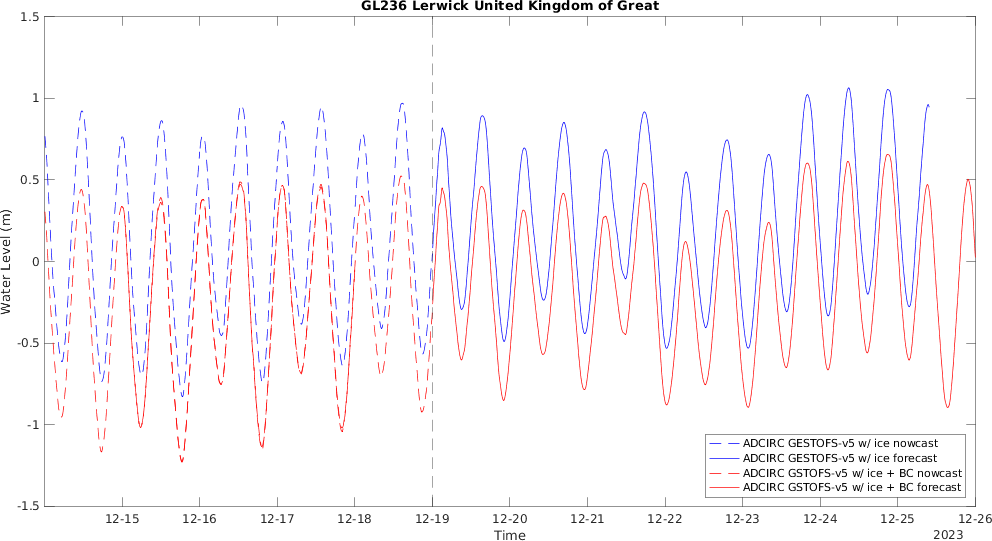 GL236 Lerwick United Kingdom of Great
1.5
1
0.5
0
-0.5
-1
-1.5
Water Level (m)
ADCIRC GESTOFS-v5 w/ ice nowcast
ADCIRC GESTOFS-v5 w/ ice forecast
ADCIRC GSTOFS-v5 w/ ice + BC nowcast
ADCIRC GSTOFS-v5 w/ ice + BC forecast
12-15 12-16 12-17 12-18 12-19 12-20 12-21 12-22 12-23 12-24 12-25 12-26
Time
2023